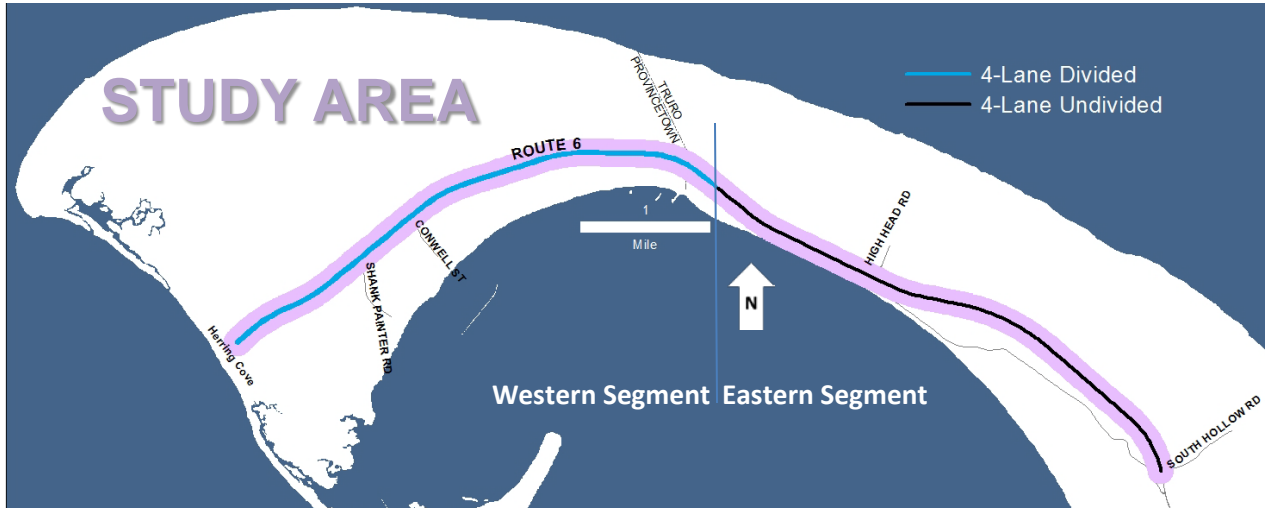 STUDY AREA
4-Lane Divided
4-Lane Undivided
TRURO
PROVINCETOWN
ROUTE 6
1
Mile
HIGH HEAD RD
CONWELL ST
SHANK PAINTER RD
N
Herring Cove
Western Segment
Eastern Segment
SOUTH HOLLOW RD